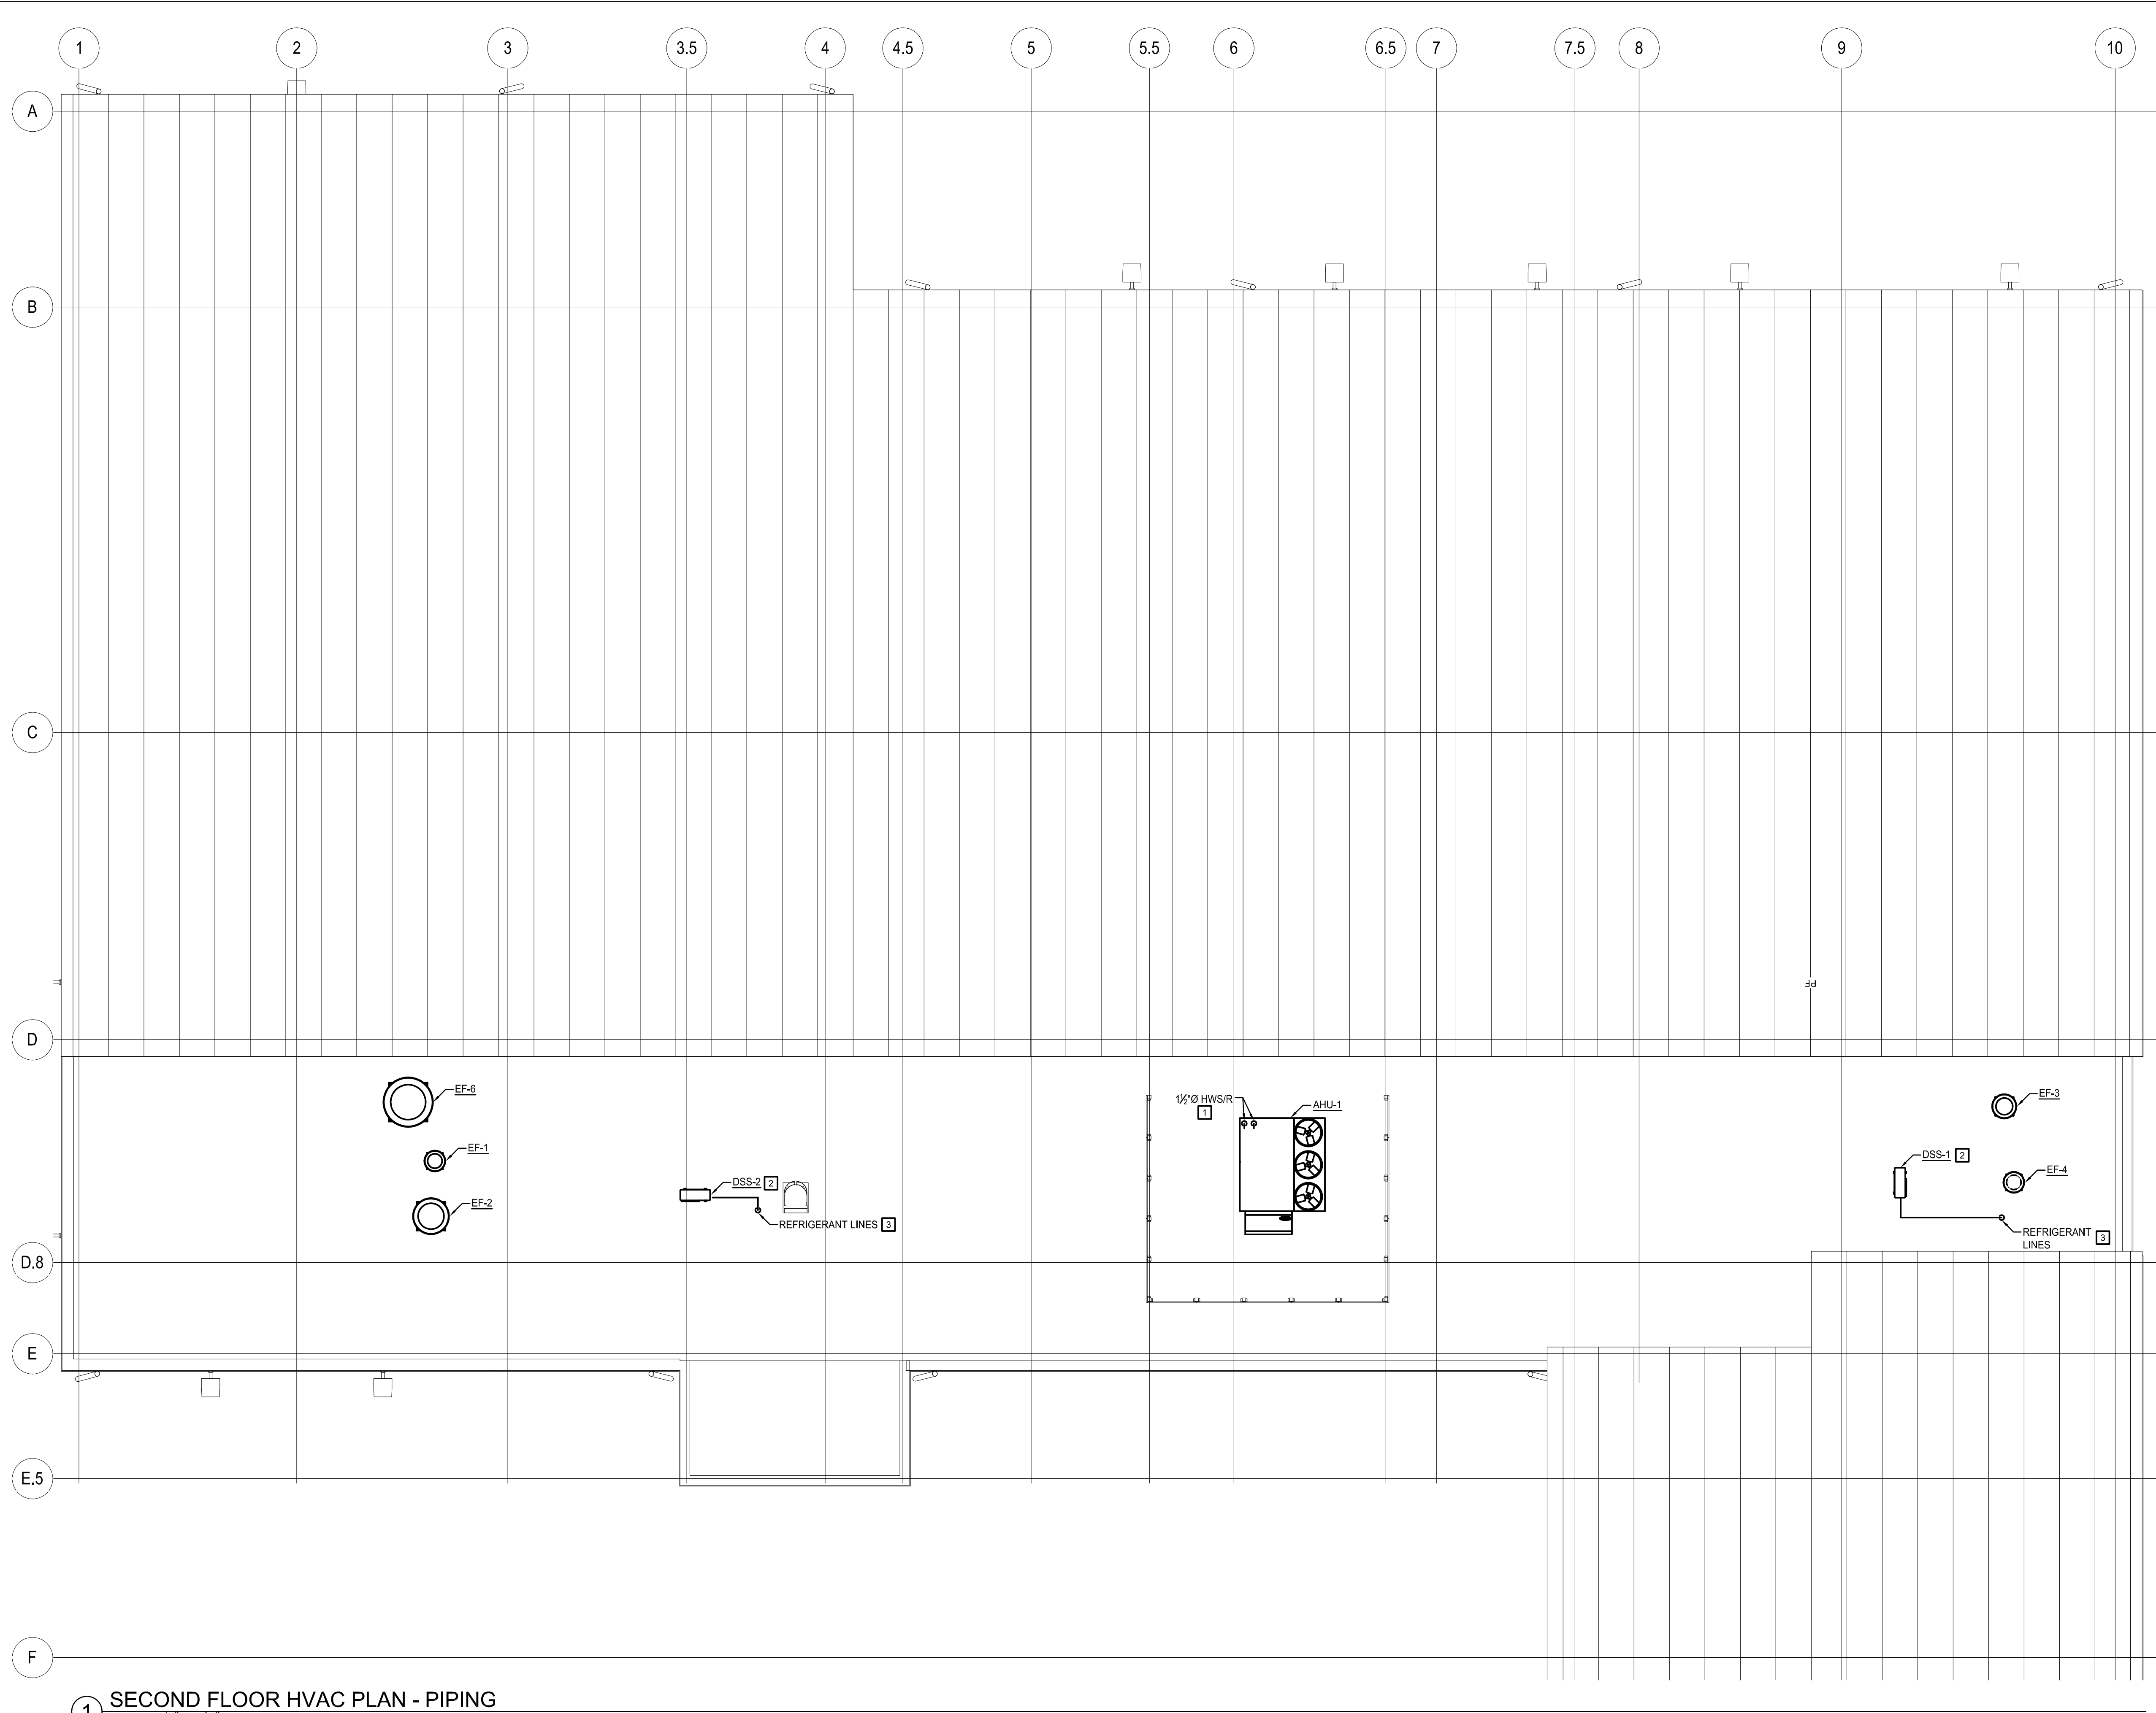 1 2 3 3.5 4 4.5 5 5.5 6 6.5 7 7.5 8 9 10
A
B
C
PF
D
EF-6
EF-1
EF-2
DSS-2 2
REFRIGERANT LINES 3
1½"Ø HWS/R
1
AHU-1
EF-3
DSS-1 2
EF-4
REFRIGERANT
LINES 3
D.8
E
E.5
F
1 SECOND FLOOR HVAC PLAN - PIPING